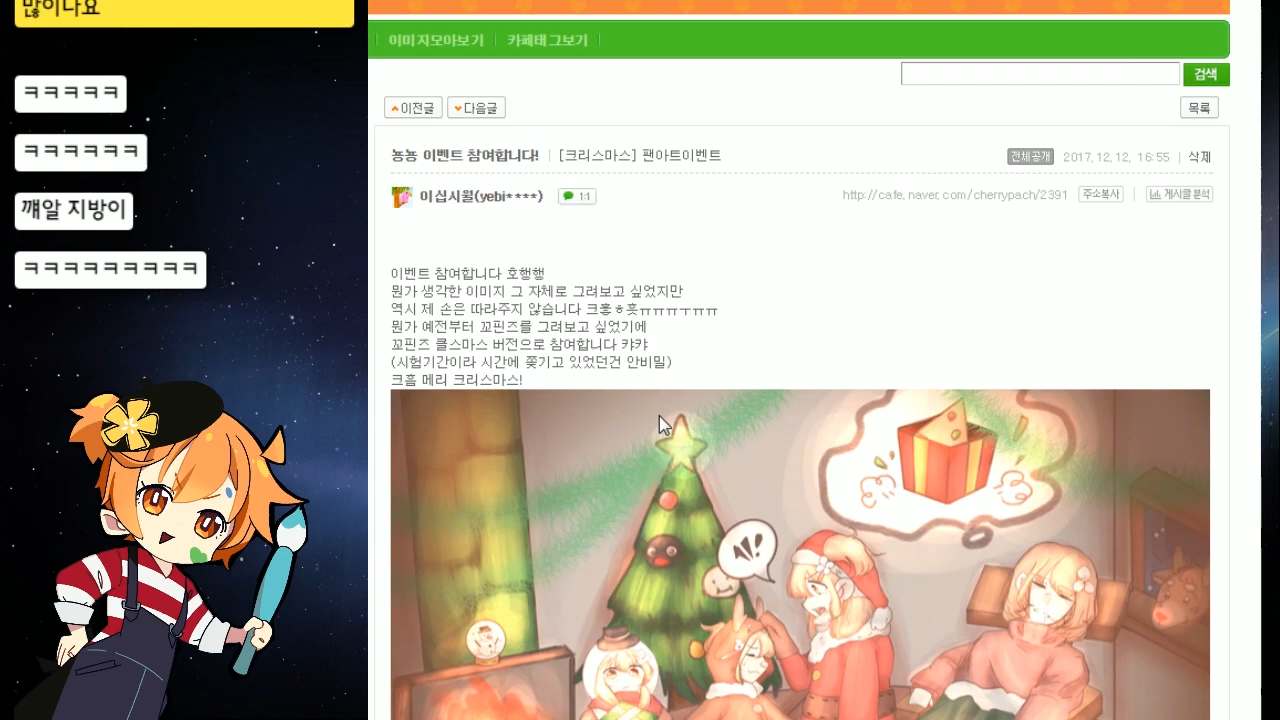 많이나요
ㅋㅋㅋㅋㅋ
ㅋㅋㅋㅋㅋㅋ
깨알 지방이
ㅋㅋㅋㅋㅋㅋㅋㅋㅋ
이미지모아보기 | 카페태그보기 |
검색
이전글 다음글 목록
뇽뇽 이벤트 참여합니다! | [크리스마스] 팬아트이벤트 전체공개 2017.12.12. 16:55 | 삭제
이십시월(yebi****) 1:1 http://cafe.naver.com/cherrypach/2391 주소복사 | 게시글 분석
이벤트 참여합니다 호행행
뭔가 생각한 이미지 그 자체로 그려보고 싶었지만
역시 제 손은 따라주지 않습니다 크흥ㅎ흇ㅠㅠㅠㅜㅠㅠ
뭔가 예전부터 꼬핀즈를 그려보고 싶었기에
꼬핀즈 클스마스 버전으로 참여합니다 캬캬
(시험기간이라 시간에 쫒기고 있었던건 안비밀)
크흠 메리 크리스마스!